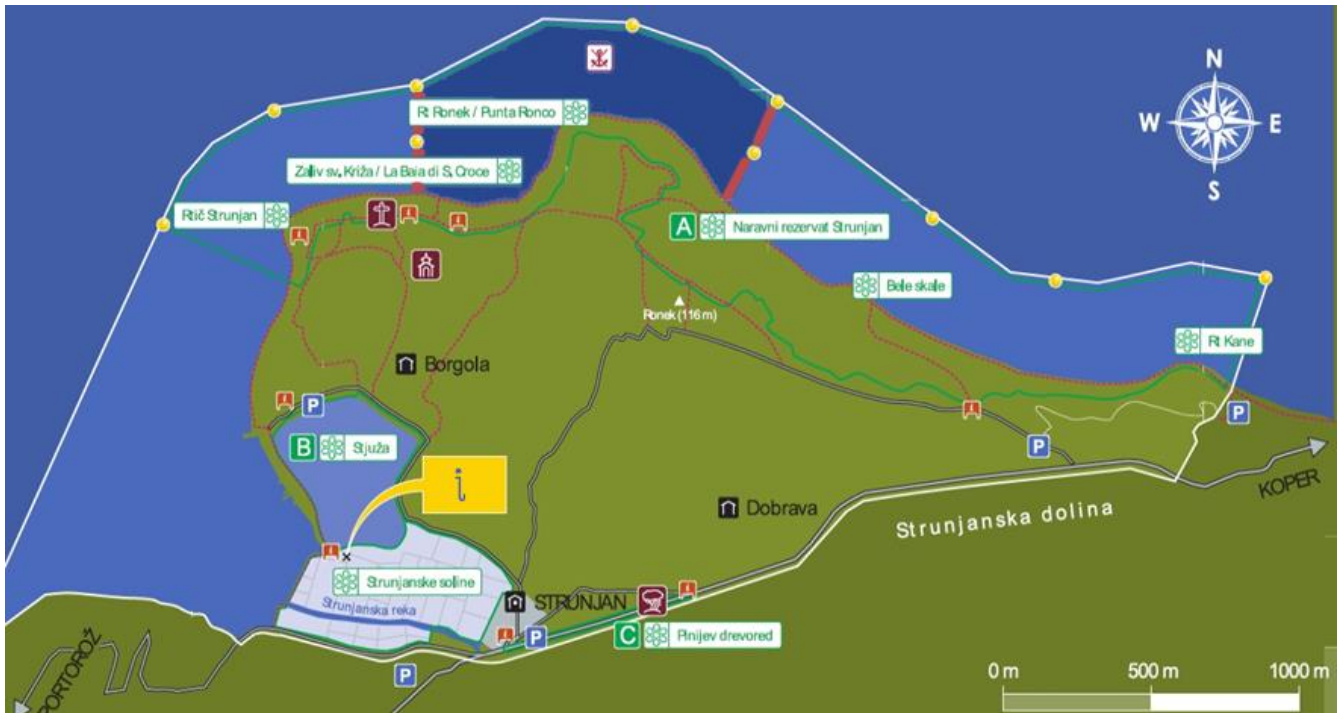 N
W E
S
Rt Ronek / Punta Ronco
Zaliv sv. Križa / La Baia di S. Croce
Rtič Strunjan
A Naravni rezervat Strunjan
Bele skale
Ronek (116 m)
Rt Kane
Borgola
P
P
B Stjuža
P
i
KOPER
Dobrava
Strunjanska dolina
Strunjanske soline
Strunjanska reka
STRUNJAN
P
C Pinijev drevored
PORTOROŽ
P
0 m 500 m 1000 m